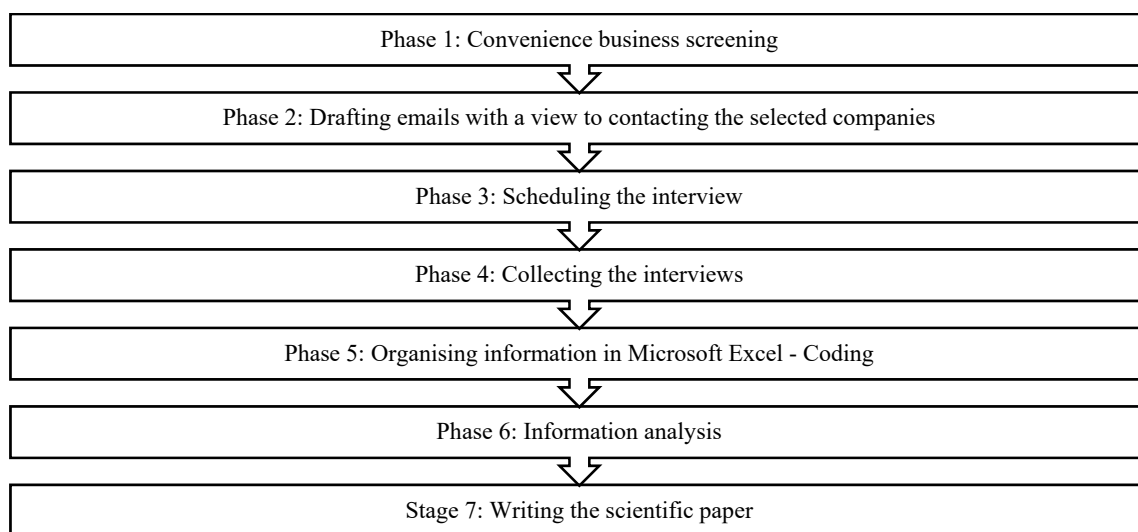 Phase 1: Convenience business screening
Phase 2: Drafting emails with a view to contacting the selected companies
Phase 3: Scheduling the interview
Phase 4: Collecting the interviews
Phase 5: Organising information in Microsoft Excel - Coding
Phase 6: Information analysis
Stage 7: Writing the scientific paper